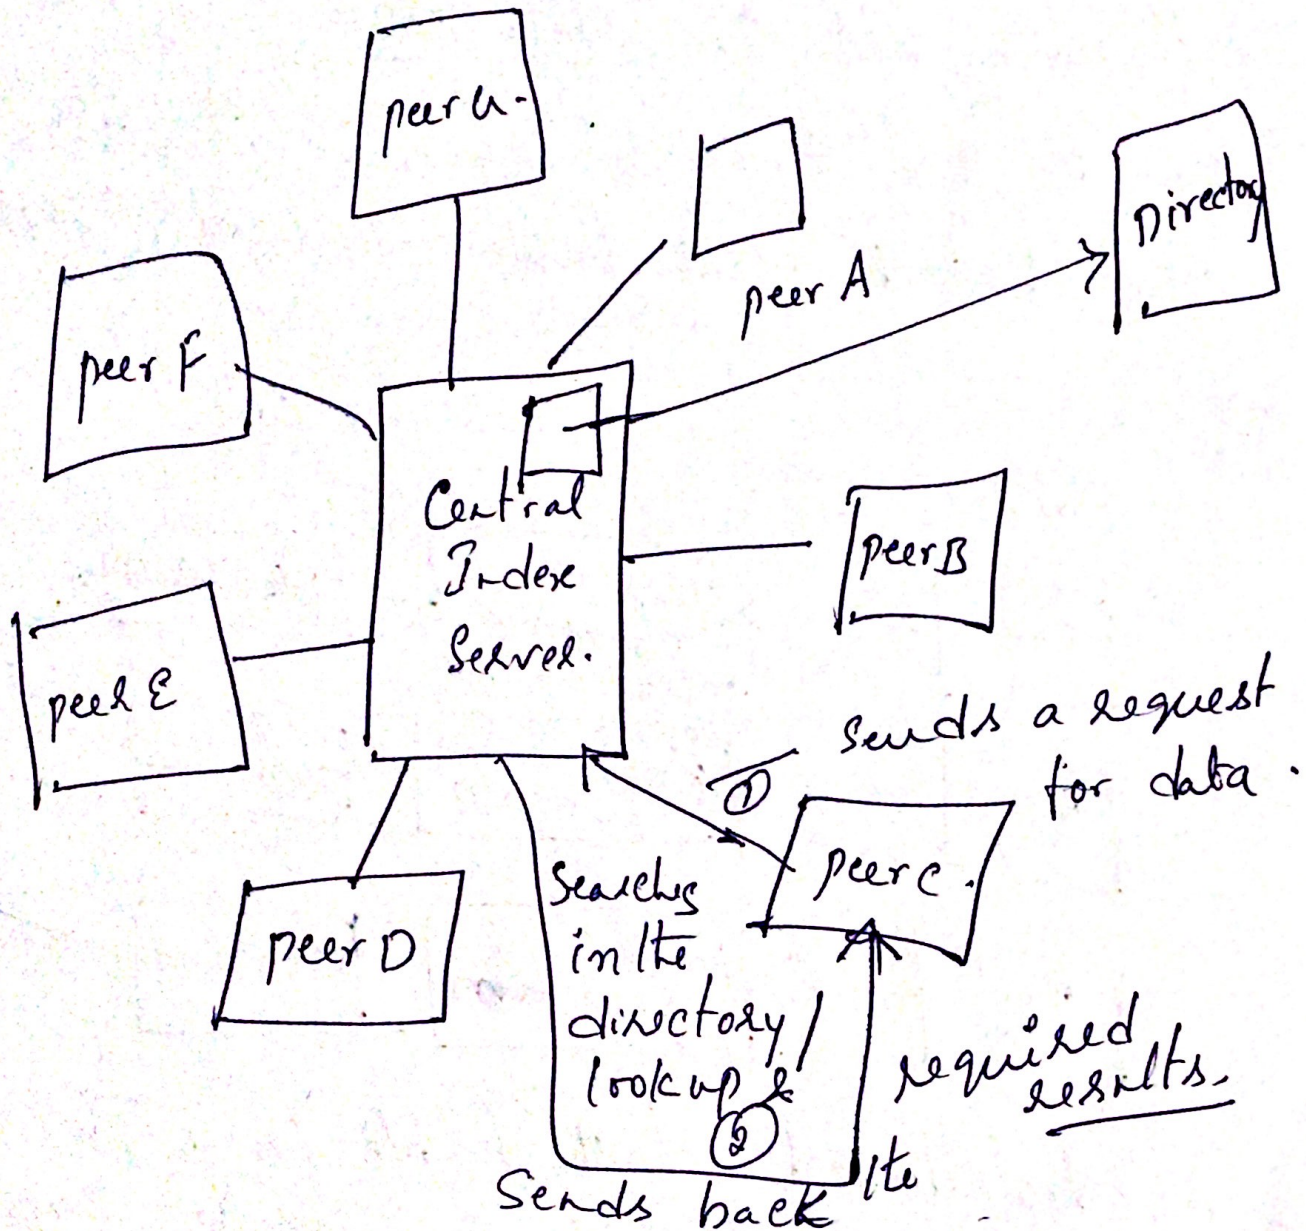 peer G.
peer A
Directory
peer F
Central
Index
Server.
peer B
peer E
① sends a request
for data.
peer C.
peer D
Searches
in the
directory/
lookup &
②
Sends back the
required
results.